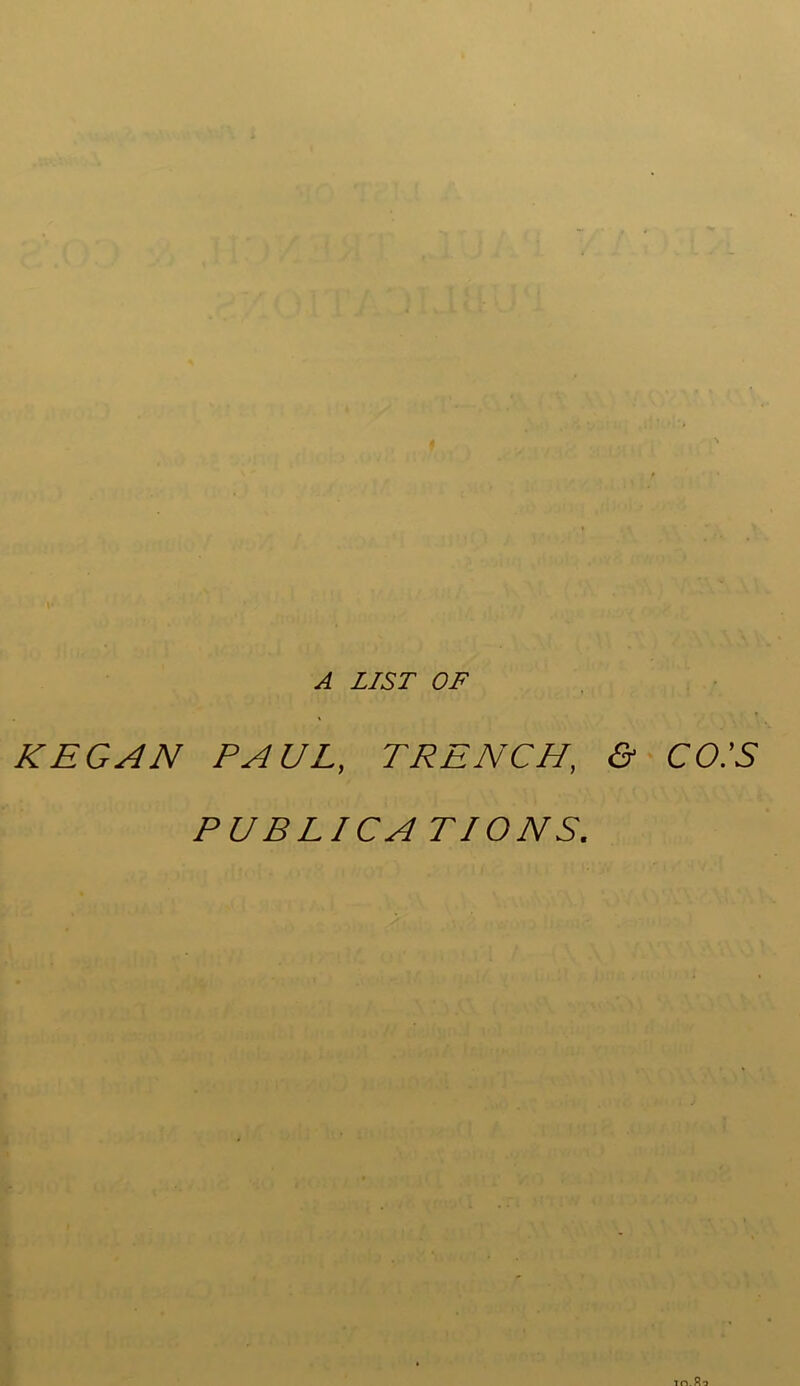 A LIST OF
KEGAN PAUL, TRENCH, & CO.'S
PUBLICATIONS.